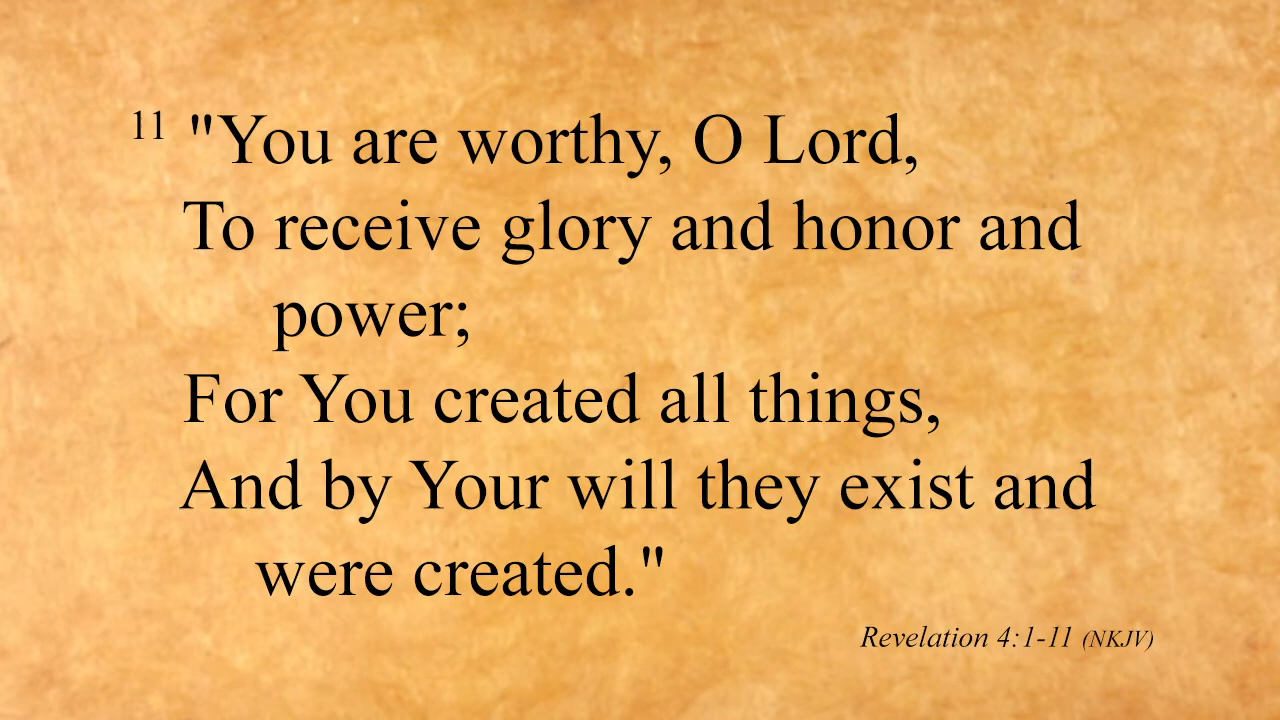 11 "You are worthy, O Lord,
To receive glory and honor and
power;
For You created all things,
And by Your will they exist and
were created."
Revelation 4:1-11 (NKJV)